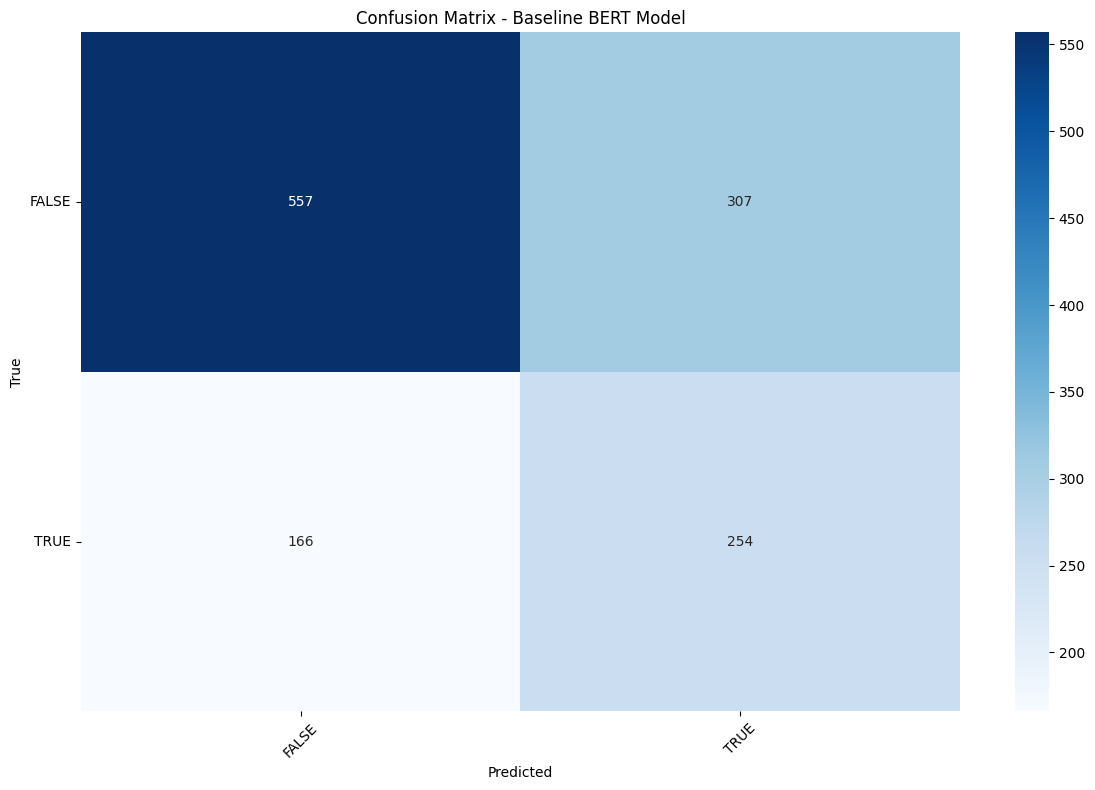 Confusion Matrix - Baseline BERT Model
True
FALSE
557
307
TRUE
166
254
FALSE
TRUE
Predicted
550
500
450
400
350
300
250
200